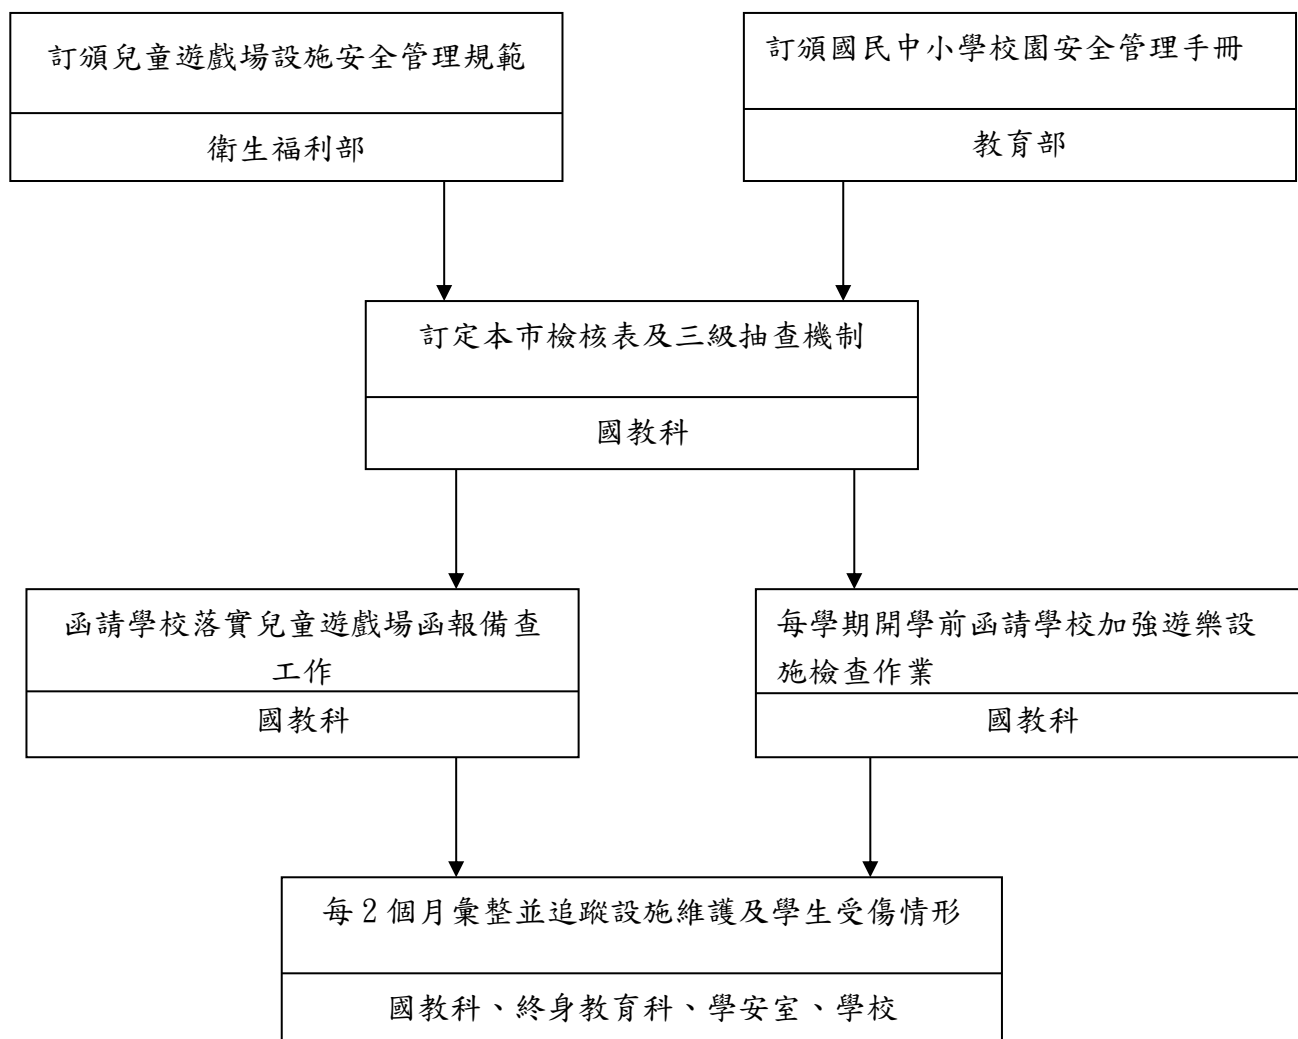 訂頒兒童遊戲場設施安全管理規範
衛生福利部
訂頒國民中小學校園安全管理手冊
教育部
訂定本市檢核表及三級抽查機制
國教科
函請學校落實兒童遊戲場函報備查
工作
國教科
每學期開學前函請學校加強遊樂設
施檢查作業
國教科
每2個月彙整並追蹤設施維護及學生受傷情形
國教科、終身教育科、學安室、學校